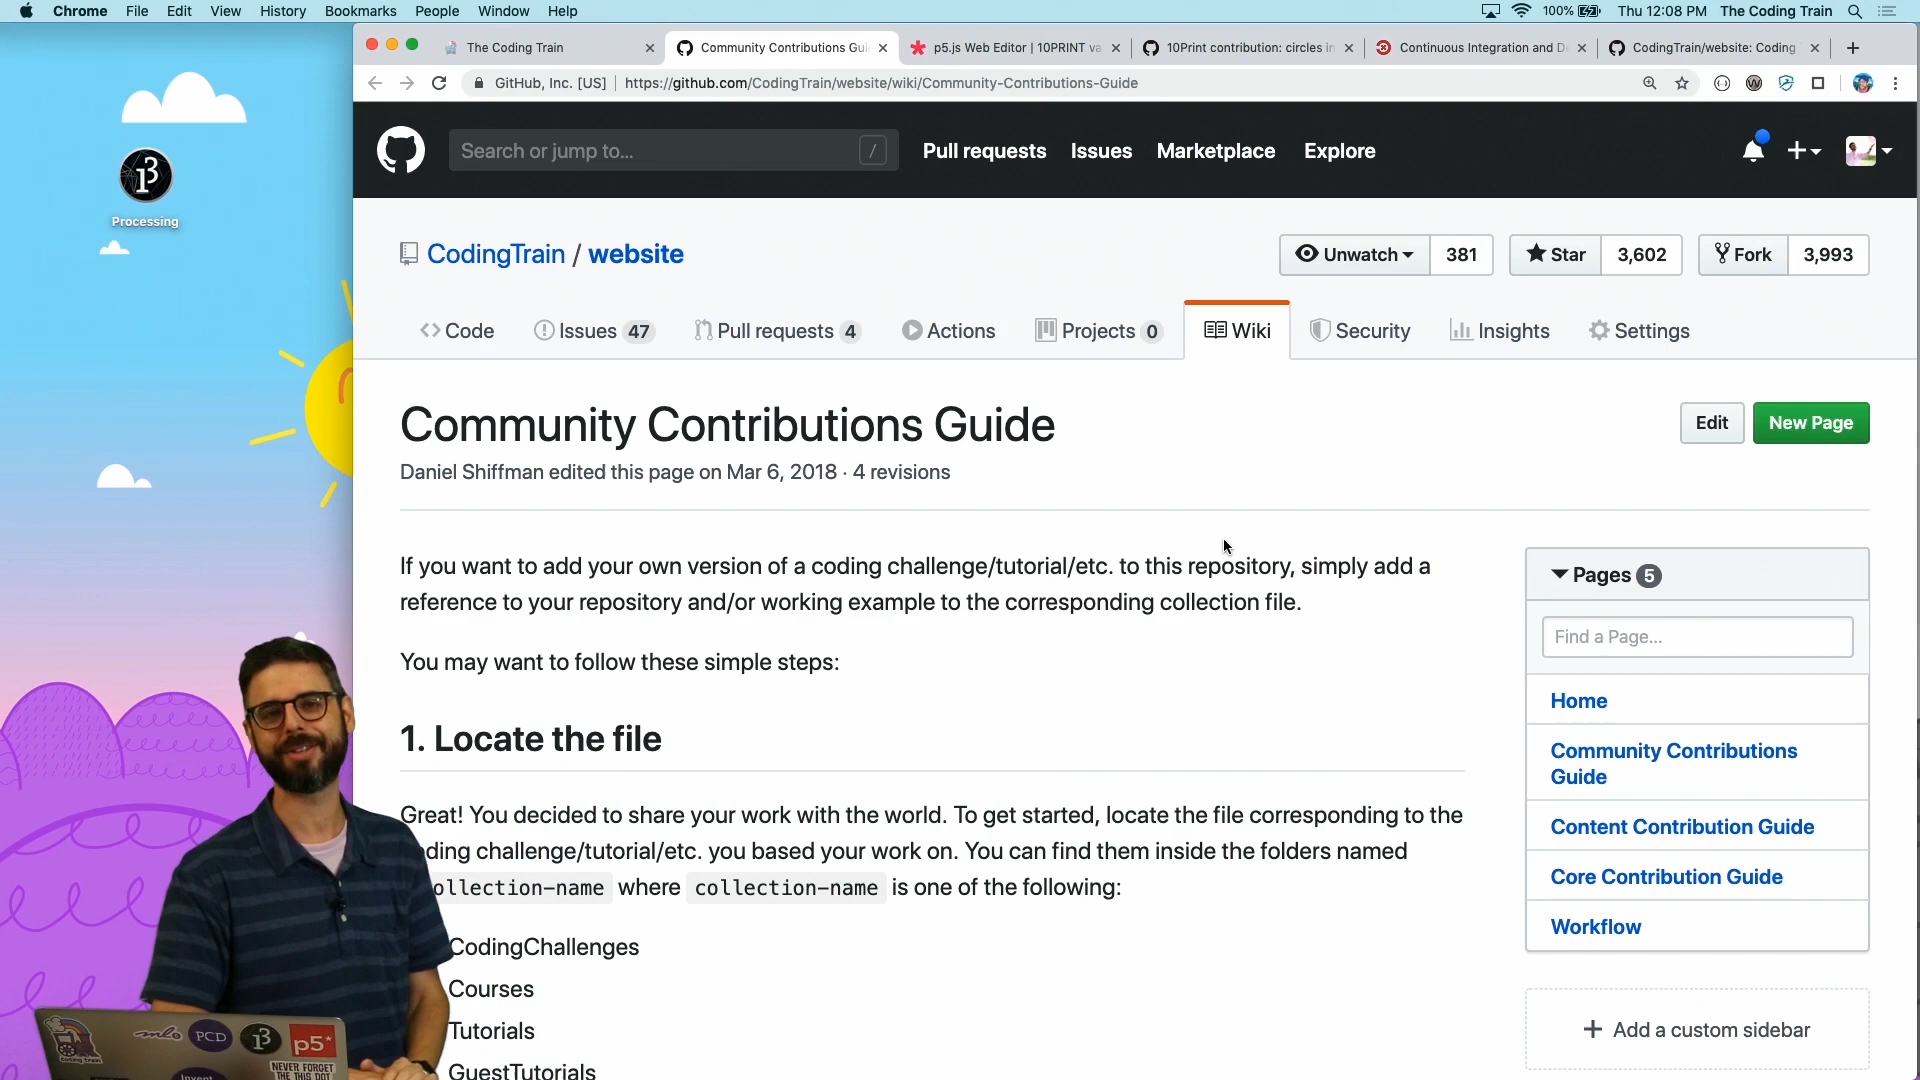 Chrome File Edit View History Bookmarks People Window Help 100% Thu 12:08 PM The Coding Train
The Coding Train
Community Contributions Gui
p5.js Web Editor | 10PRINT va
10Print contribution: circles in
Continuous Integration and D
CodingTrain/website: Coding
GitHub, Inc. [US] https://github.com/CodingTrain/website/wiki/Community-Contributions-Guide
Search or jump to... / Pull requests Issues Marketplace Explore
Processing
CodingTrain / website
Unwatch 381 Star 3,602 Fork 3,993
Code Issues 47 Pull requests 4 Actions Projects 0 Wiki Security Insights Settings
Community Contributions Guide
Edit New Page
Daniel Shiffman edited this page on Mar 6, 2018 · 4 revisions
If you want to add your own version of a coding challenge/tutorial/etc. to this repository, simply add a
reference to your repository and/or working example to the corresponding collection file.
You may want to follow these simple steps:
1. Locate the file
Great! You decided to share your work with the world. To get started, locate the file corresponding to the
ding challenge/tutorial/etc. you based your work on. You can find them inside the folders named
ollection-name where collection-name is one of the following:
CodingChallenges
Courses
Tutorials
GuestTutorials
Pages 5
Find a Page...
Home
Community Contributions
Guide
Content Contribution Guide
Core Contribution Guide
Workflow
+ Add a custom sidebar
mlo PCD p5*
NEVER FORGET
THE THIS DOT
Invent